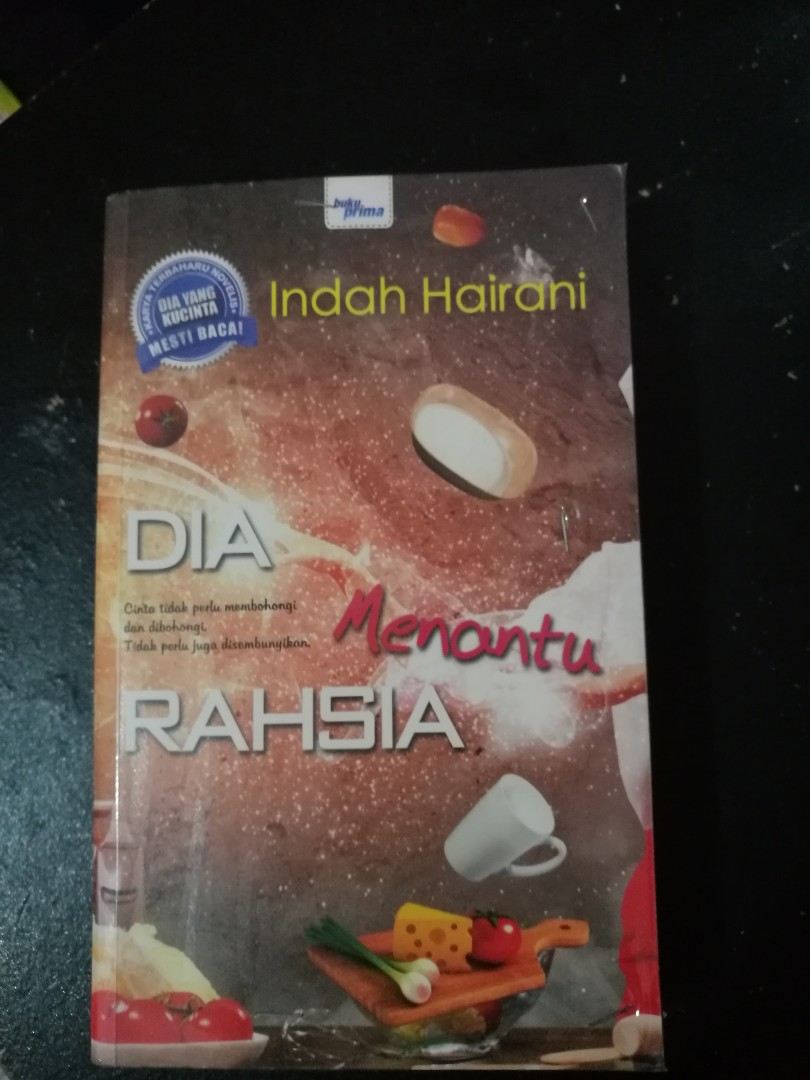 buku
prima
KARYA TERBAHARU NOVELIS
DIA YANG
KUCINTA
MESTI BACA!
Indah Hairani
DIA
Cinta tidak perlu membohongi
dan dibohongi.
Tidak perlu juga disembunyikan.
Menantu
RAHSIA